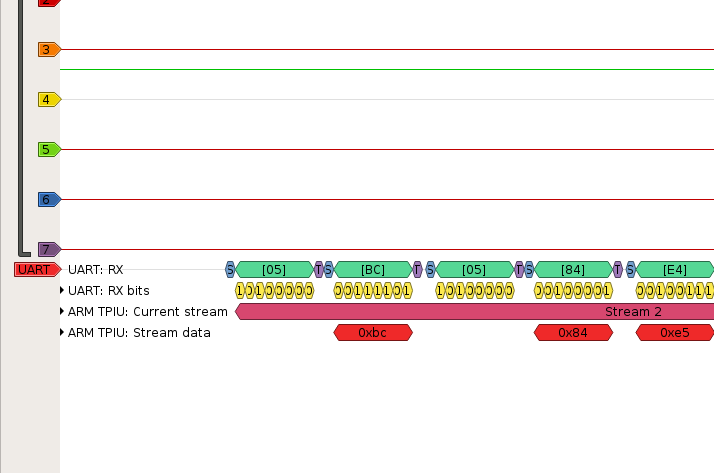 2
3
4
5
6
7
UART UART: RX S [05] T S [BC] T S [05] T S [84] T S [E4]
UART: RX bits 1 0 1 0 0 0 0 0 0 0 1 1 1 1 0 1 1 0 1 0 0 0 0 0 0 0 1 0 0 0 0 1 0 0 1 0 0 1 1 1
ARM TPIU: Current stream Stream 2
ARM TPIU: Stream data 0xbc 0x84 0xe5